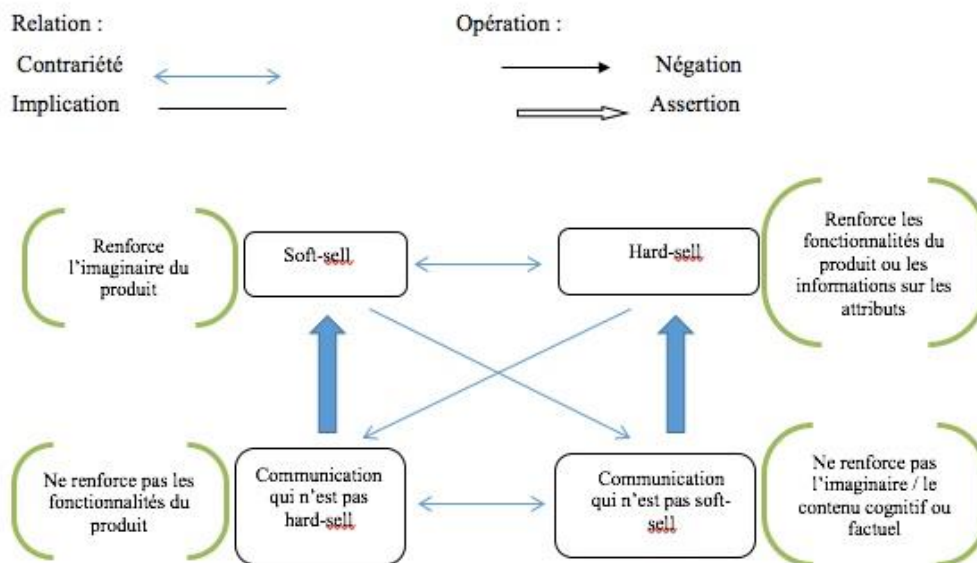 Relation :
Opération :
Contrariété
Négation
Implication
Assertion
Renforce
l'imaginaire du
produit
Soft-sell
Hard-sell
Renforce les
fonctionnalités du
produit ou les
informations sur les
attributs
Ne renforce pas les
fonctionnalités du
produit
Communication
qui n'est pas
hard-sell
Communication
qui n'est pas soft-
sell
Ne renforce pas
l'imaginaire / le
contenu cognitif ou
factuel